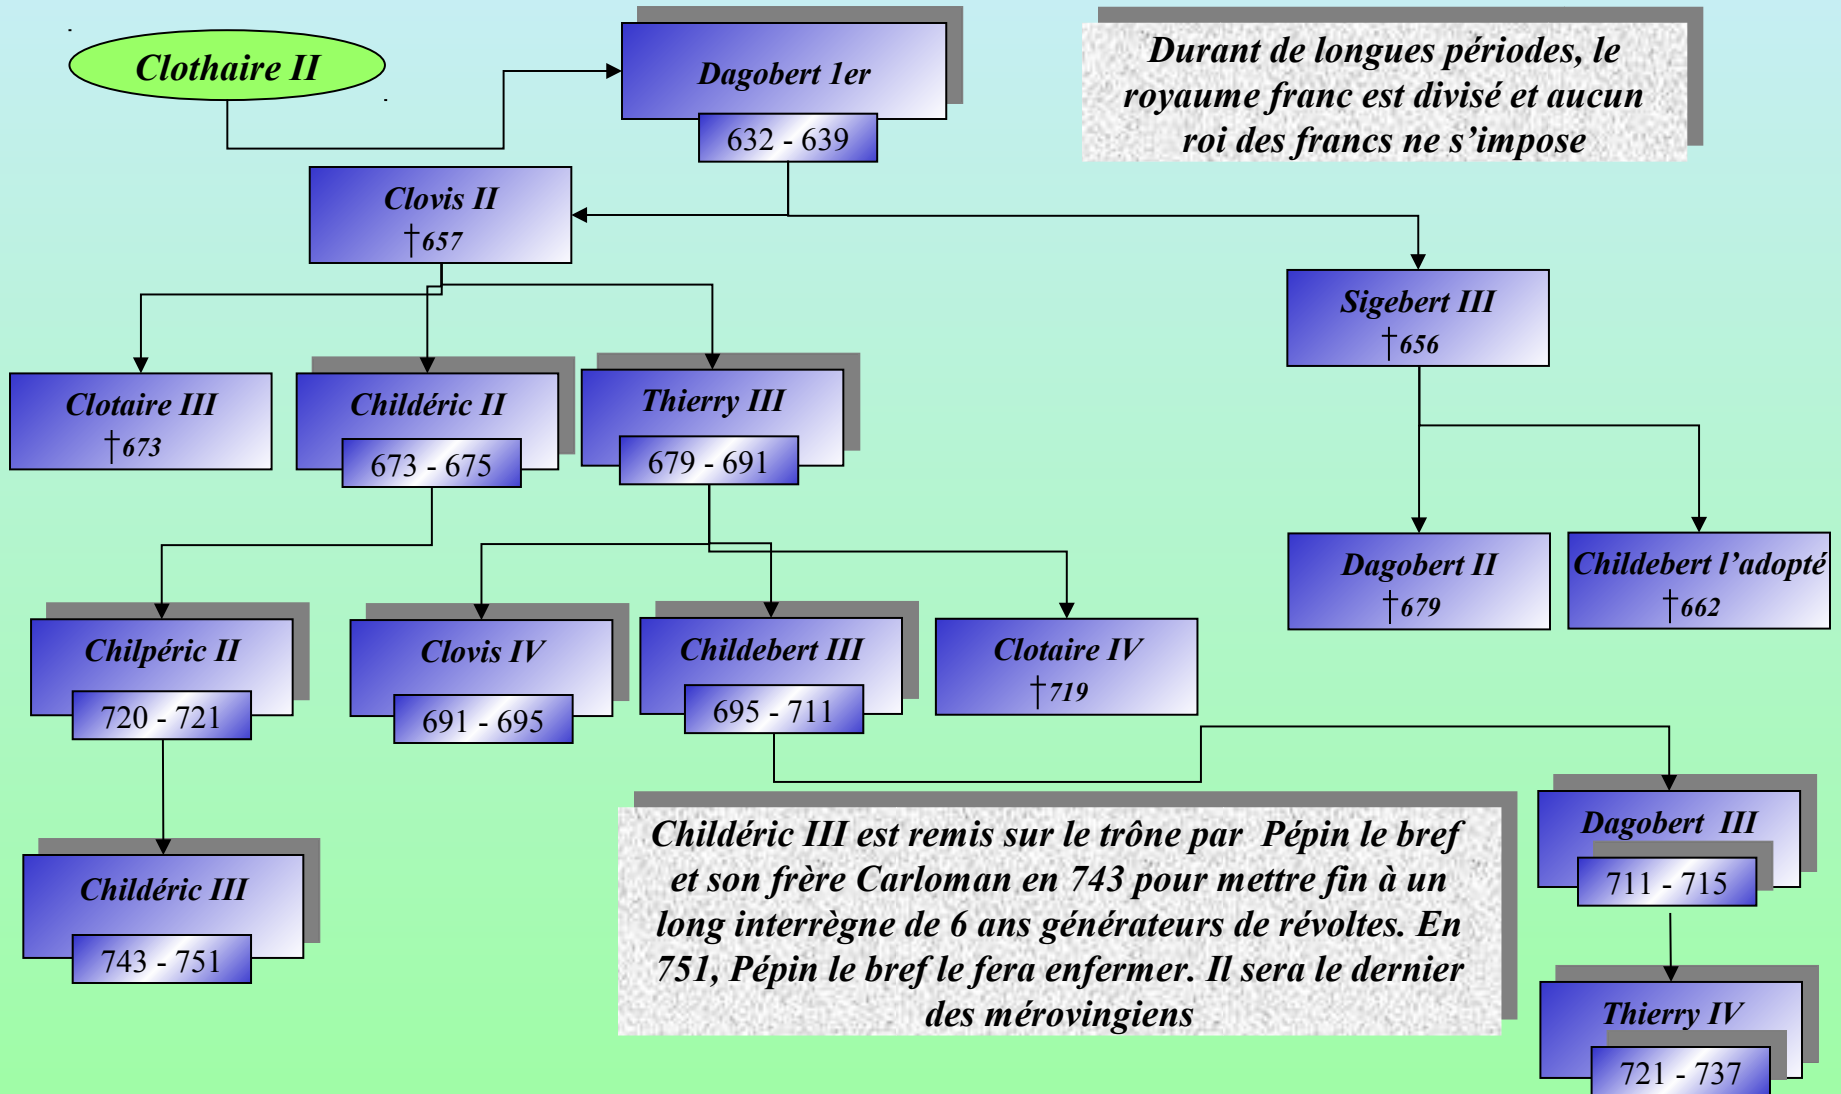 Clothaire II
Dagobert 1er
632 - 639
Durant de longues périodes, le
royaume franc est divisé et aucun
roi des francs ne s’impose
Clovis II
†657
Sigebert III
†656
Clotaire III
†673
Childéric II
673 - 675
Thierry III
679 - 691
Dagobert II
†679
Childebert l’adopté
†662
Chilpéric II
720 - 721
Clovis IV
691 - 695
Childebert III
695 - 711
Clotaire IV
†719
Childéric III
743 - 751
Childéric III est remis sur le trône par  Pépin le bref
et son frère Carloman en 743 pour mettre fin à un
long interrègne de 6 ans générateurs de révoltes. En
751, Pépin le bref le fera enfermer. Il sera le dernier
des mérovingiens
Dagobert  III
711 - 715
Thierry IV
721 - 737